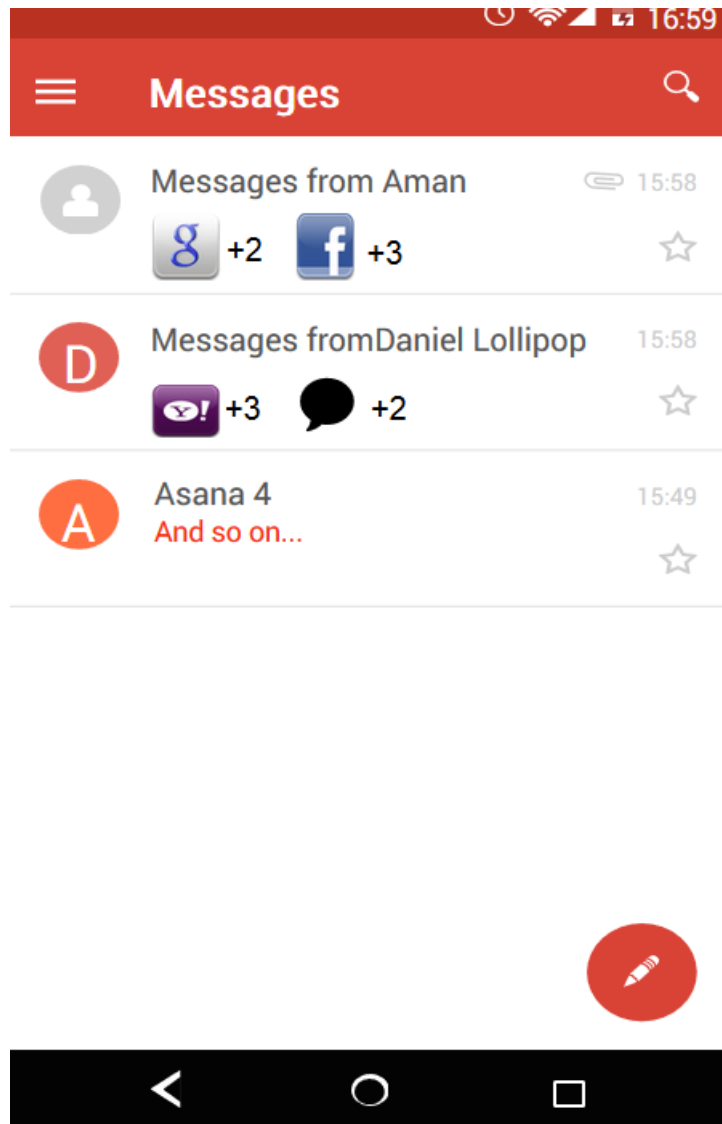 16:59
Messages
Messages from Aman 15:58
g +2 f +3
D Messages fromDaniel Lollipop 15:58
Y! +3 +2
A Asana 4 15:49
And so on...